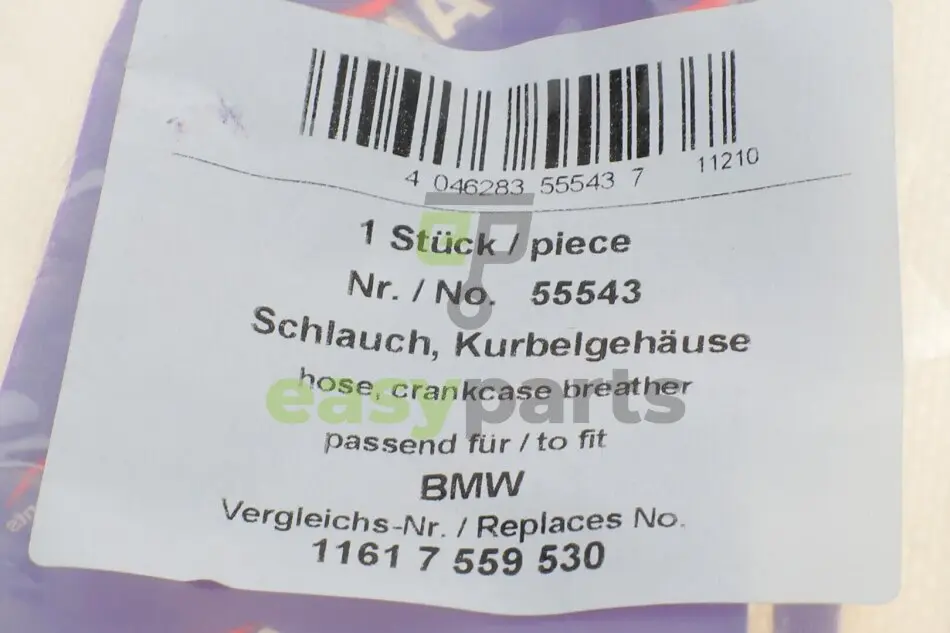 4 046283 55543 7
11210
1 Stück / piece
Nr. / No. 55543
Schlauch, Kurbelgehäuse
hose, crankcase breather
easyparts
passend für / to fit
BMW
Vergleichs-Nr. / Replaces No.
1161 7 559 530